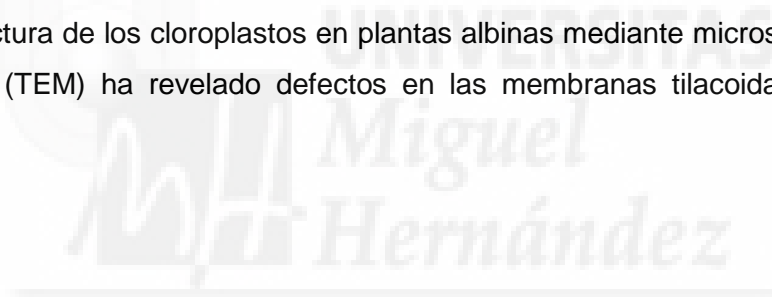 ctura de los cloroplastos en plantas albinas mediante micros
(TEM) ha revelado defectos en las membranas tilacoida
UNIVERSITAS
Miguel
Hernández